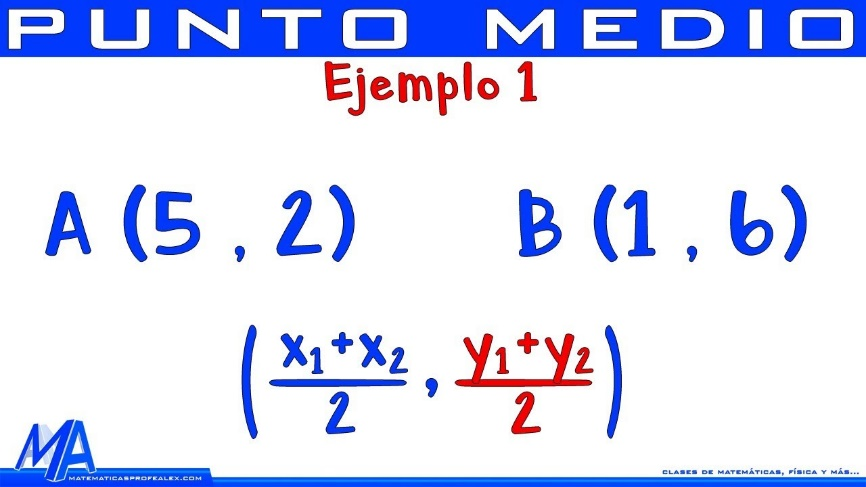 PUNTO MEDIO
Ejemplo 1
A (5 , 2) B (1 , 6)
( x₁+x₂ / 2 , y₁+y₂ / 2 )
MA
MATEMATICASPROFEALEX.COM
CLASES DE MATEMÁTICAS, FÍSICA Y MÁS...